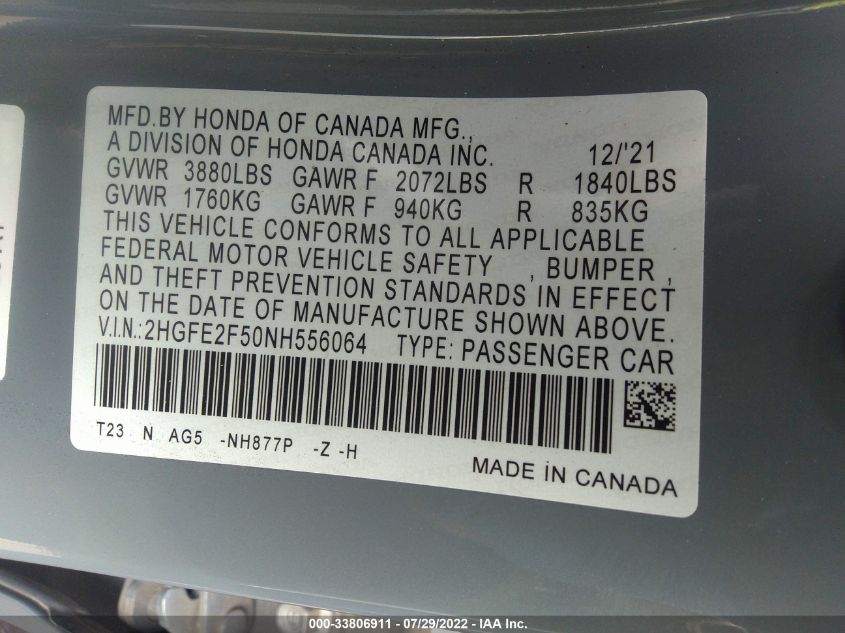 MFD.BY HONDA OF CANADA MFG.,
A DIVISION OF HONDA CANADA INC. 12/'21
GVWR 3880LBS GAWR F 2072LBS R 1840LBS
GVWR 1760KG GAWR F 940KG R 835KG
THIS VEHICLE CONFORMS TO ALL APPLICABLE
FEDERAL MOTOR VEHICLE SAFETY , BUMPER ,
AND THEFT PREVENTION STANDARDS IN EFFECT
ON THE DATE OF MANUFACTURE SHOWN ABOVE.
V.I.N.:2HGFE2F50NH556064 TYPE: PASSENGER CAR
T23 N AG5 -NH877P -Z -H
MADE IN CANADA
©Copyright - 33806911 - 07/29/2022 - IAA Inc.